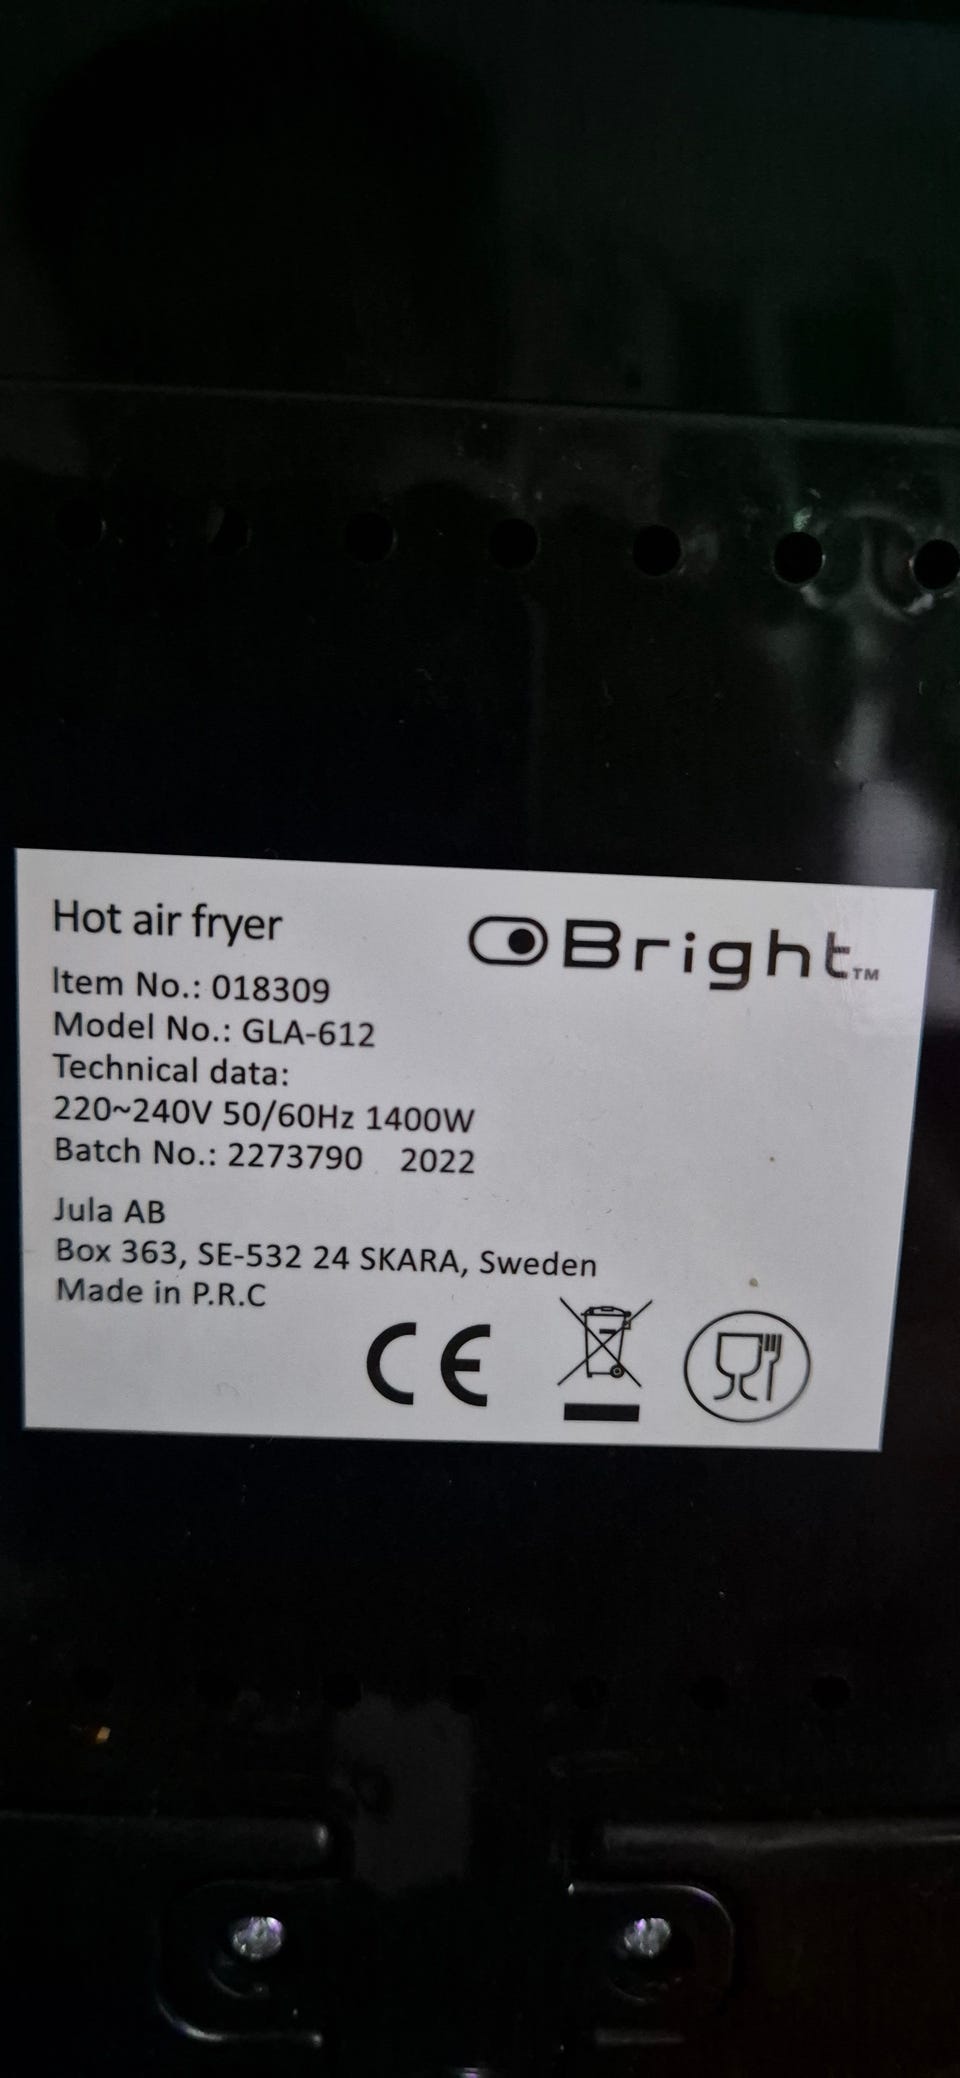 Hot air fryer
Bright™
Item No.: 018309
Model No.: GLA-612
Technical data:
220~240V 50/60Hz 1400W
Batch No.: 2273790 2022
Jula AB
Box 363, SE-532 24 SKARA, Sweden
Made in P.R.C
CE